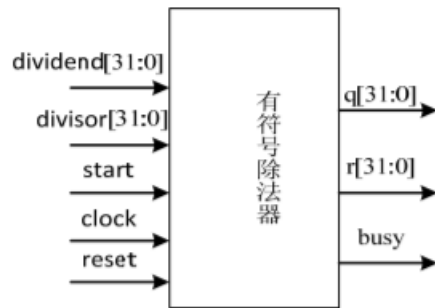 dividend[31:0]
divisor[31:0]
start
clock
reset
有符号除法器
q[31:0]
r[31:0]
busy